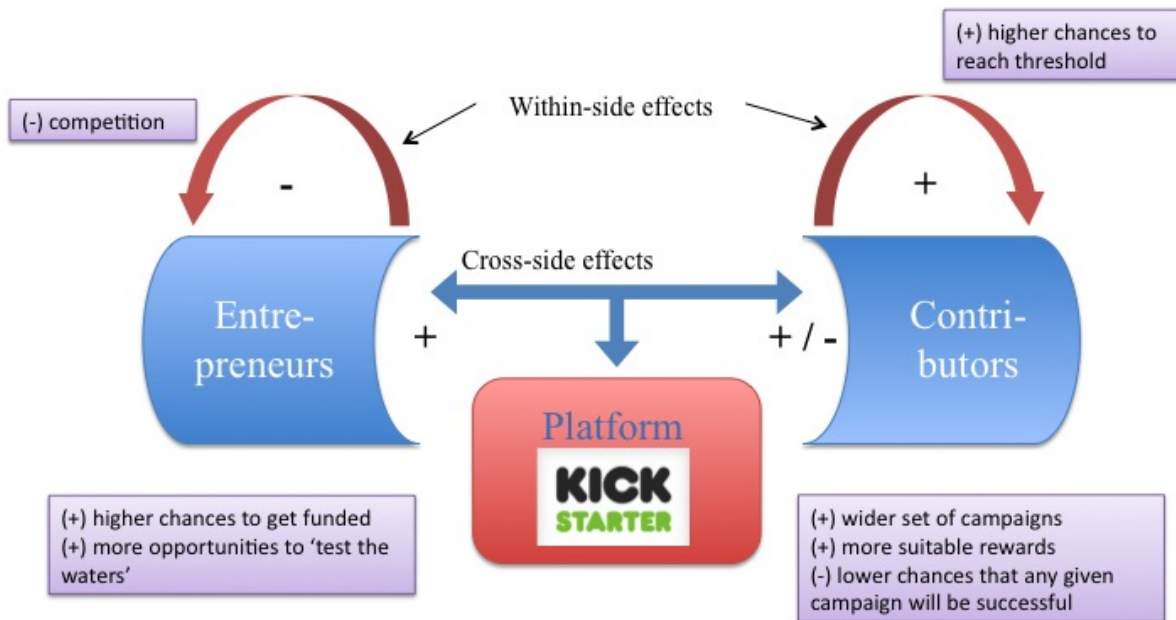 (+) higher chances to
reach threshold
Within-side effects
(-) competition
-
+
Cross-side effects
Entre-
preneurs
+
+ / -
Contri-
butors
Platform
KICK
STARTER
(+) higher chances to get funded
(+) more opportunities to ‘test the
waters’
(+) wider set of campaigns
(+) more suitable rewards
(-) lower chances that any given
campaign will be successful